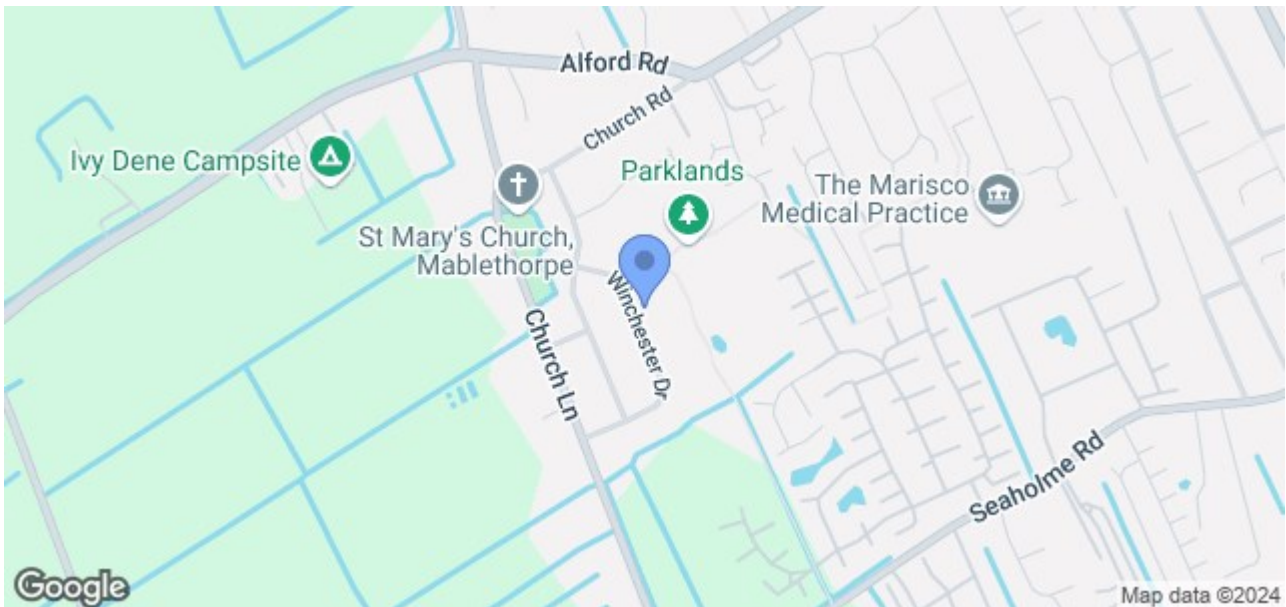 Alford Rd
Church Rd
Ivy Dene Campsite
Parklands
The Marisco
Medical Practice
St Mary's Church,
Mablethorpe
Winchester Dr
Church Ln
Seaholme Rd
Google
Map data ©2024